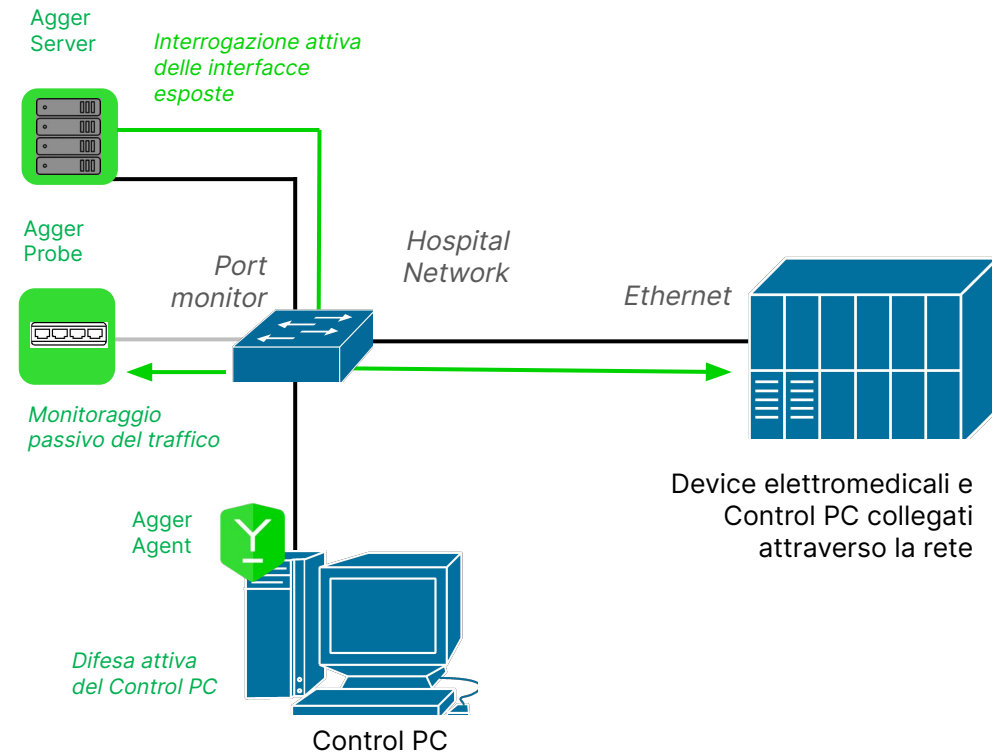 Agger
Server
Interrogazione attiva
delle interfacce
esposte
Agger
Probe
Port
monitor
Hospital
Network
Ethernet
Monitoraggio
passivo del traffico
Device elettromedicali e
Control PC collegati
attraverso la rete
Agger
Agent
Difesa attiva
del Control PC
Control PC